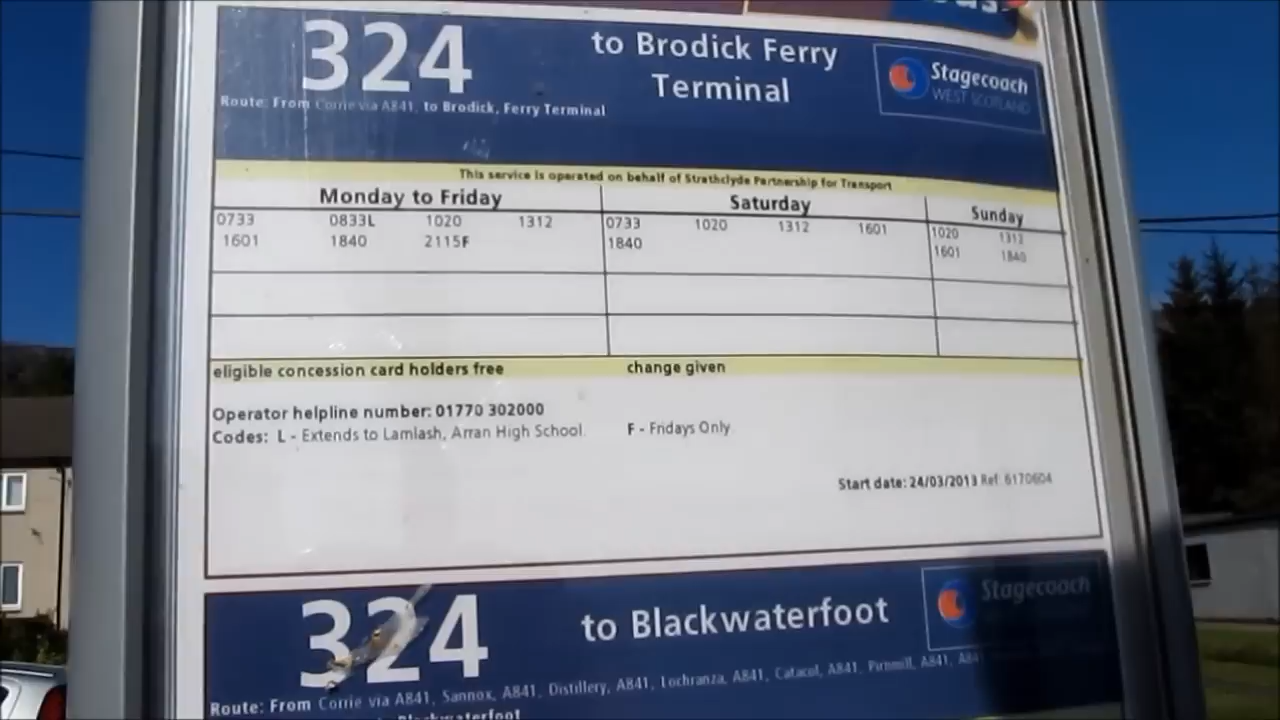 324
to Brodick Ferry
Terminal
Stagecoach
WEST SCOTLAND
Route: From Corrie via A841, to Brodick, Ferry Terminal
This service is operated on behalf of Strathclyde Partnership for Transport
Monday to Friday Saturday Sunday
0733 0833L 1020 1312 0733 1020 1312 1601 1020 1312
1601 1840 2115F 1840 1601 1840
eligible concession card holders free change given
Operator helpline number: 01770 302000
Codes: L - Extends to Lamlash, Arran High School. F - Fridays Only
Start date: 24/03/2013 Ref: 6170604
324
to Blackwaterfoot
Stagecoach
Route: From Corrie via A841, Sannox, A841, Distillery, A841, Lochranza, A841, Catacol, A841, Pirnmill, A841, A84
Blackwaterfoot